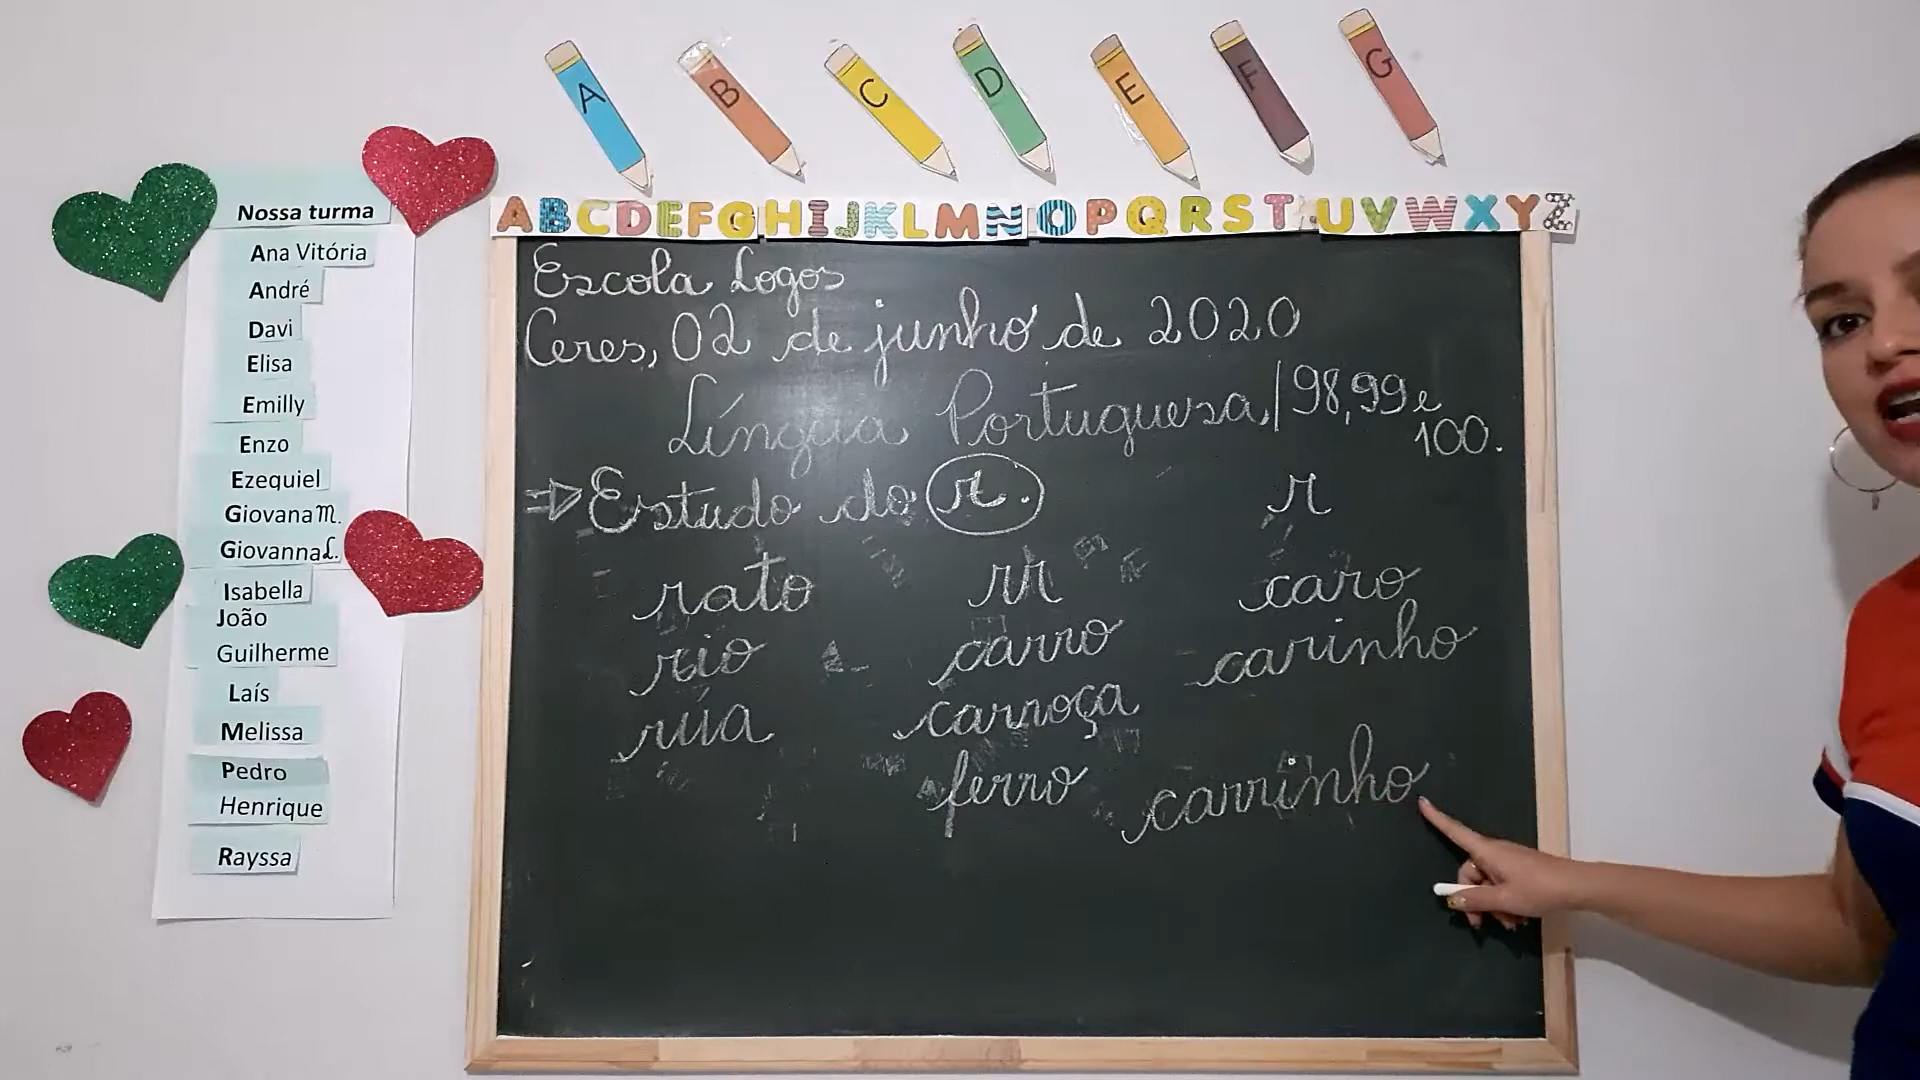 A B C D E F G
ABCDEFGHIJKLMNOPQRSTUVWXYZ
Nossa turma
Ana Vitória
André
Davi
Elisa
Emilly
Enzo
Ezequiel
Giovana M.
Giovanna L.
Isabella
João
Guilherme
Laís
Melissa
Pedro
Henrique
Rayssa
Escola Logos
Ceres, 02 de junho de 2020
Língua Portuguesa/98,99 e
100.
⇒ Estudo do r.
rato
rio
rua
rr
carro
carroça
ferro
r
caro
carinho
carrinho